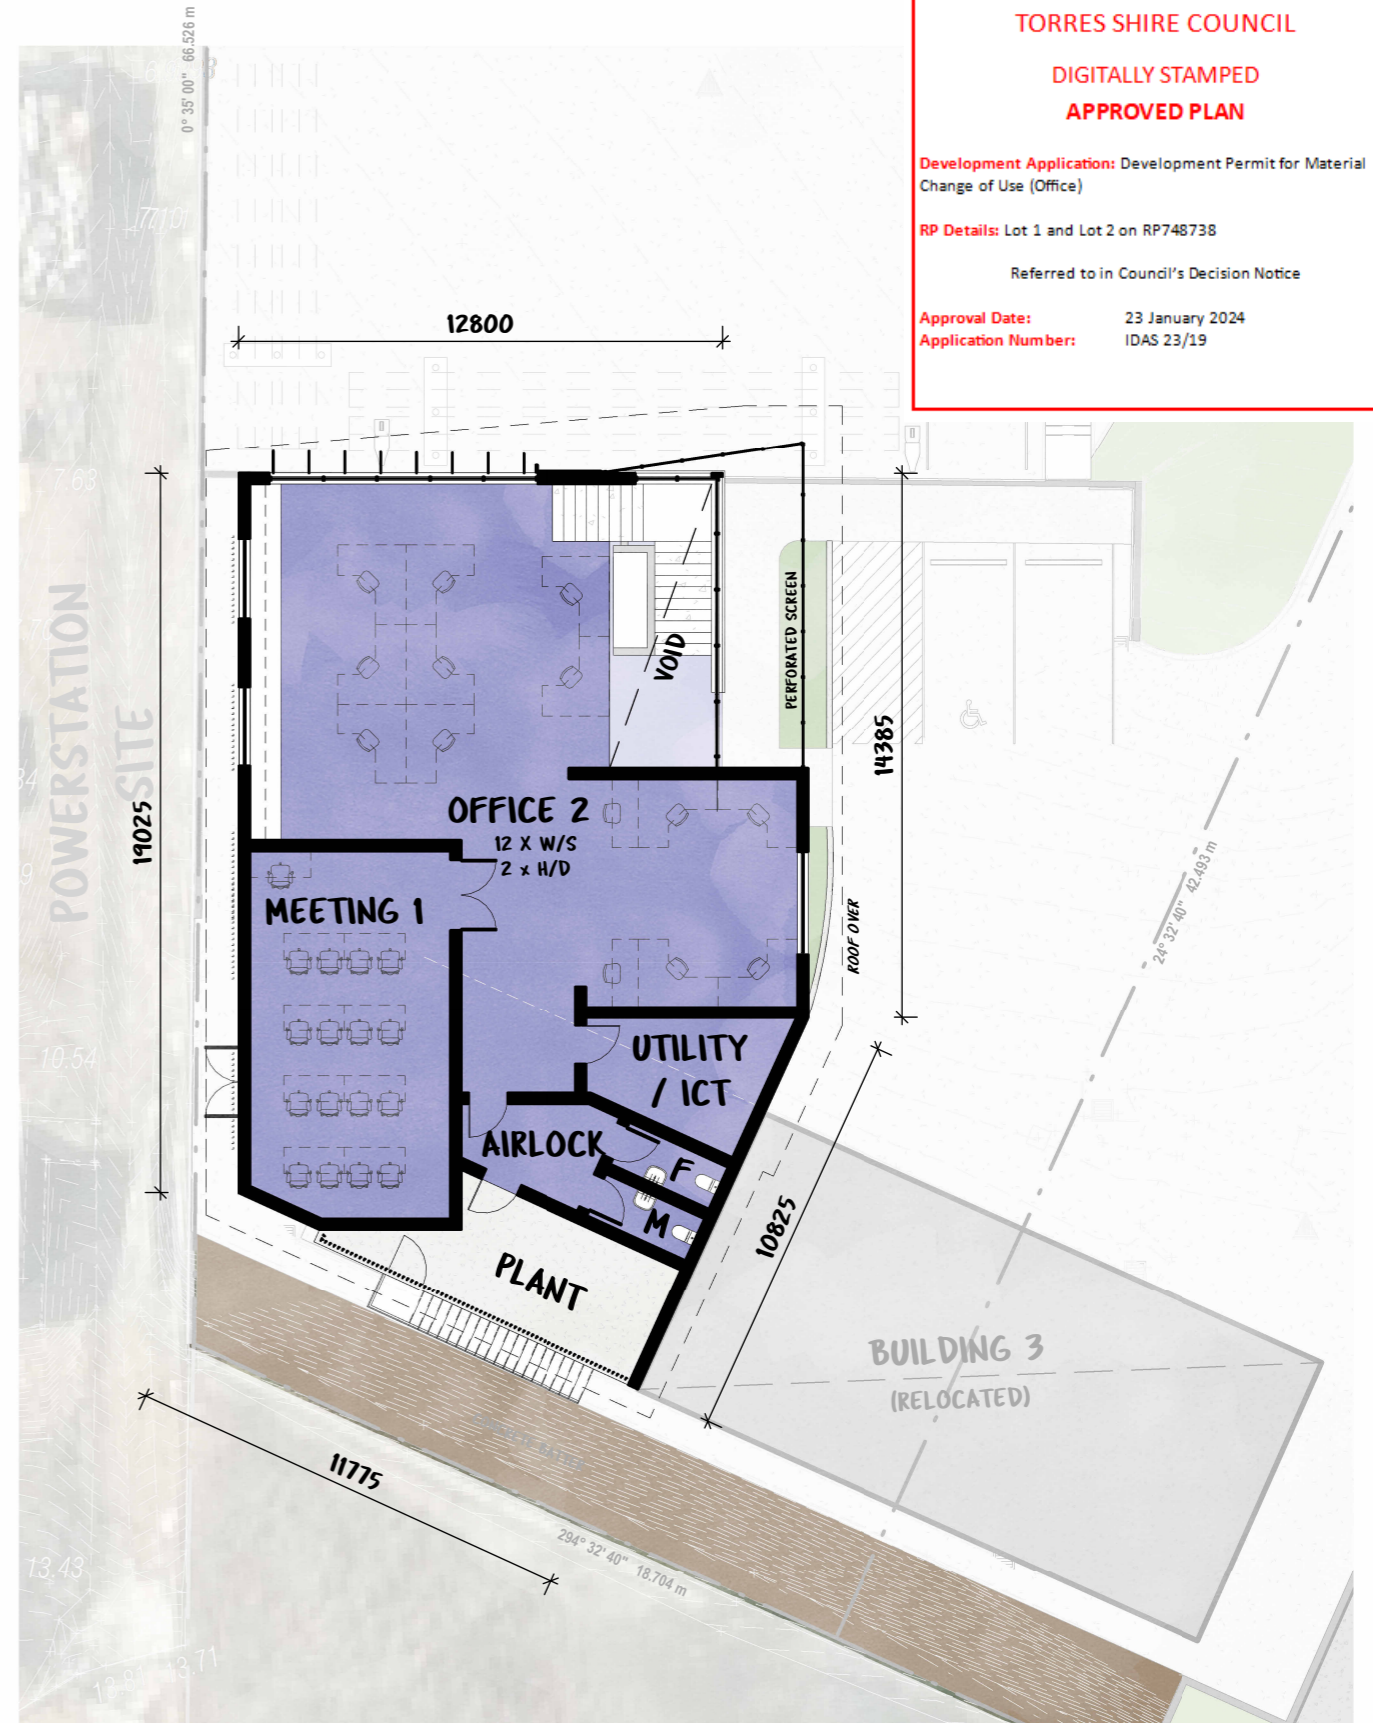 TORRES SHIRE COUNCIL
DIGITALLY STAMPED
APPROVED PLAN
Development Application: Development Permit for Material
Change of Use (Office)
RP Details: Lot 1 and Lot 2 on RP748738
Referred to in Council's Decision Notice
Approval Date: 23 January 2024
Application Number: IDAS 23/19
0° 35' 00" 66.526 m
12800
7.63
POWERSTATION
SITE
19025
VOID
PERFORATED SCREEN
14385
OFFICE 2
12 X W/S
2 x H/D
MEETING 1
ROOF OVER
24° 32' 40" 42.493 m
10.54
UTILITY
/ ICT
AIRLOCK
F
M
PLANT
10825
BUILDING 3
(RELOCATED)
11775
294° 32' 40" 18.704 m
13.43
3.71